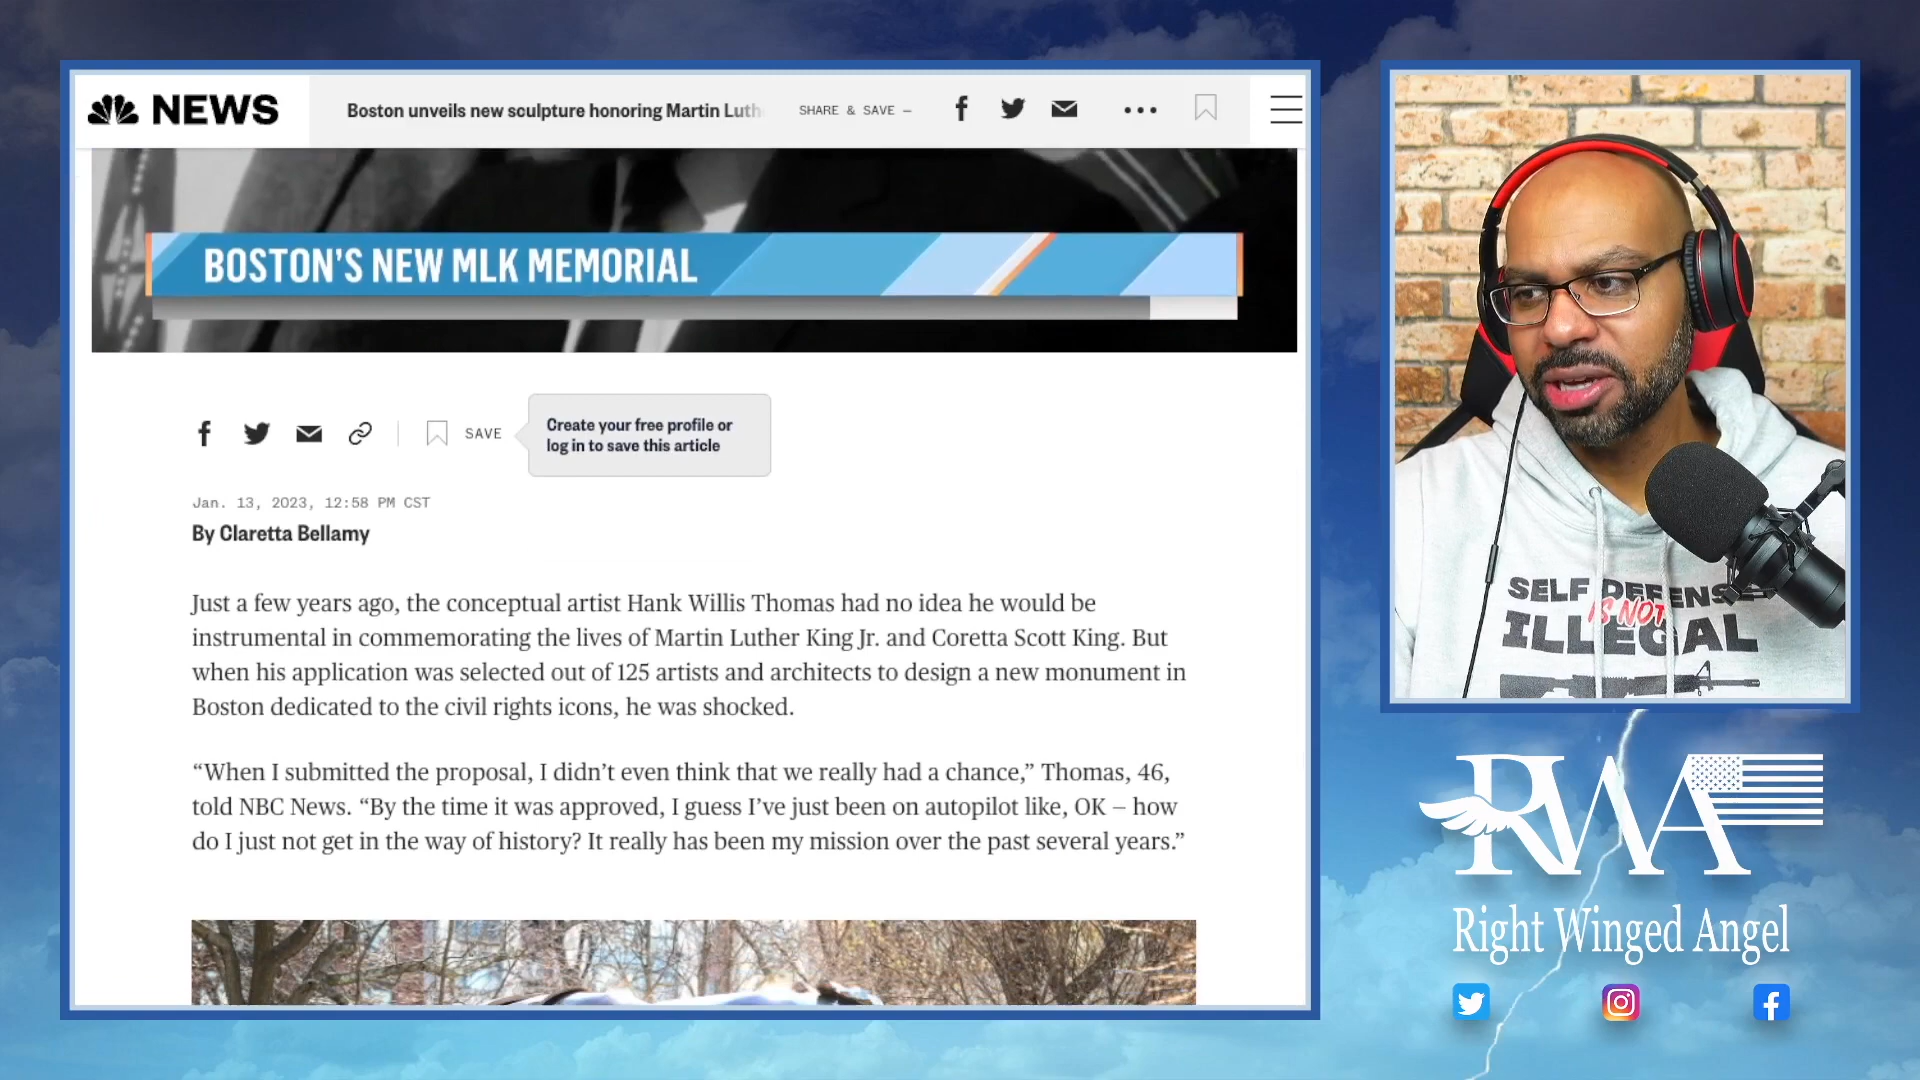 NEWS
Boston unveils new sculpture honoring Martin Luth
SHARE & SAVE —
BOSTON'S NEW MLK MEMORIAL
SAVE
Create your free profile or
log in to save this article
Jan. 13, 2023, 12:58 PM CST
By Claretta Bellamy
Just a few years ago, the conceptual artist Hank Willis Thomas had no idea he would be
instrumental in commemorating the lives of Martin Luther King Jr. and Coretta Scott King. But
when his application was selected out of 125 artists and architects to design a new monument in
Boston dedicated to the civil rights icons, he was shocked.
“When I submitted the proposal, I didn’t even think that we really had a chance,” Thomas, 46,
told NBC News. “By the time it was approved, I guess I’ve just been on autopilot like, OK — how
do I just not get in the way of history? It really has been my mission over the past several years.”
SELF DEFENSE
IS NOT
ILLEGAL
RWA
Right Winged Angel